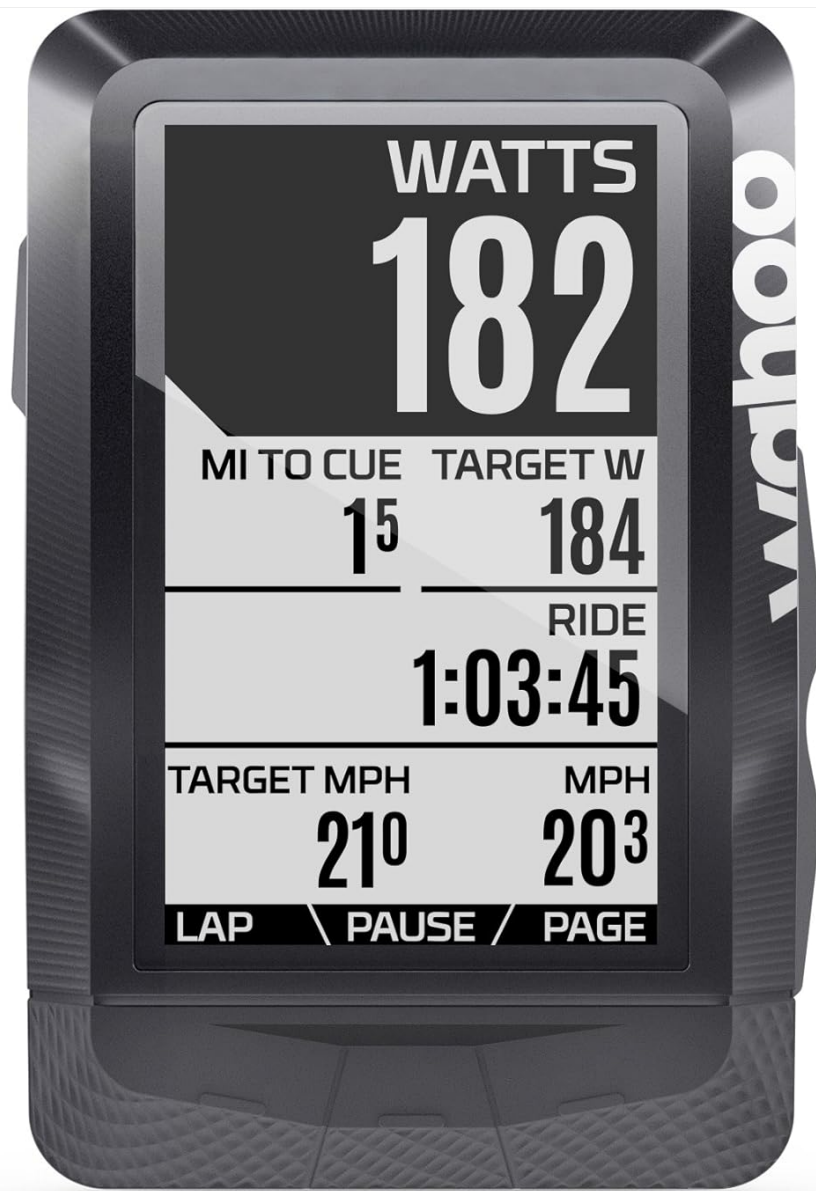 WATTS
182
MI TO CUE TARGET W
1⁵ 184
RIDE
1:03:45
TARGET MPH MPH
21⁰ 20³
LAP \ PAUSE / PAGE
wahoo